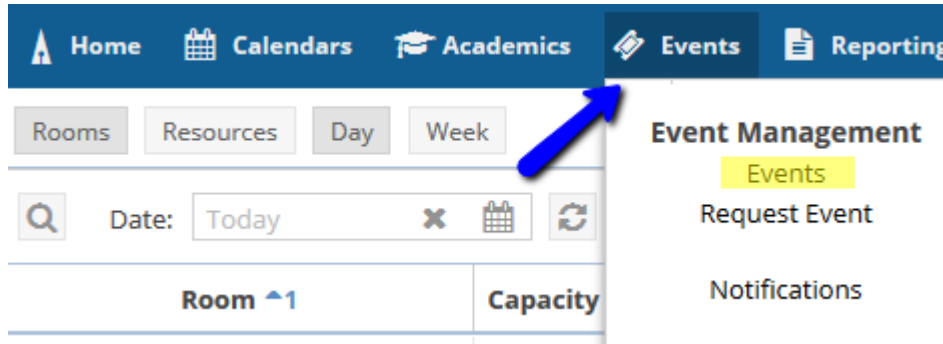 Home Calendars Academics Events Reporting
Rooms Resources Day Week
Event Management
Events
Request Event
Notifications
Date: Today
Room 1 Capacity